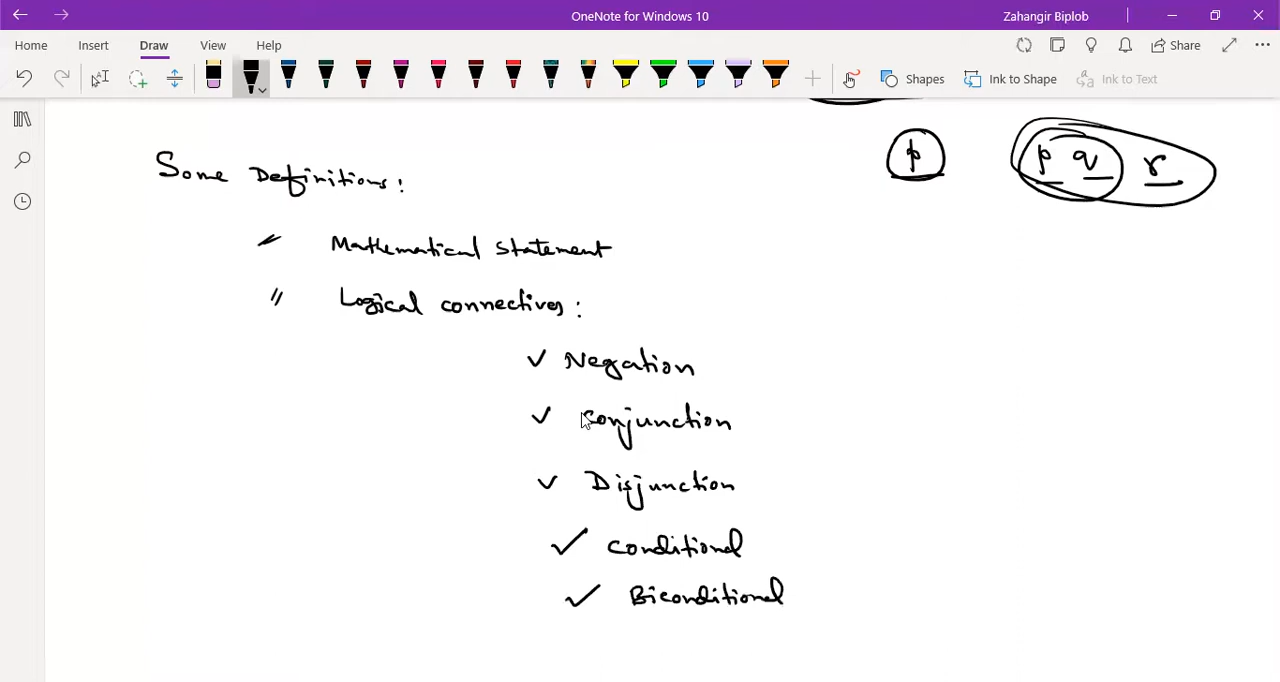 OneNote for Windows 10
Zahangir Biplob
Home Insert Draw View Help
Share
Shapes Ink to Shape Ink to Text
p p q r
Some Definitions:
Mathematical statement
Logical connectives:
Negation
Conjunction
Disjunction
Conditional
Biconditional